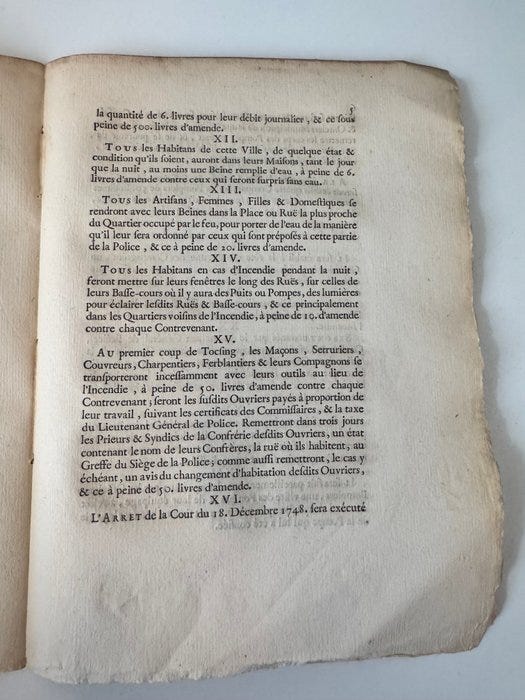 5
la quantité de 6. livres pour leur débit journalier, & ce sous
peine de 500. livres d'amende.
XII.
TOUS les Habitans de cette Ville, de quelque état &
condition qu'ils soient, auront dans leurs Maisons, tant le jour
que la nuit, au moins une Beine remplie d'eau, à peine de 6.
livres d'amende contre ceux qui seront surpris sans eau.
XIII.
TOUS les Artisans, Femmes, Filles & Domestiques se
rendront avec leurs Beines dans la Place ou Ruë la plus proche
du Quartier occupé par le feu, pour porter de l'eau de la manière
qu'il leur sera ordonné par ceux qui sont préposés à cette partie
de la Police, & ce à peine de 20. livres d'amende.
XIV.
TOUS les Habitans en cas d'Incendie pendant la nuit,
feront mettre sur leurs fenêtres le long des Ruës, sur celles de
leurs Basse-cours où il y aura des Puits ou Pompes, des lumières
pour éclairer lesdits Ruës & Basse-cours, & ce principalement
dans les Quartiers voisins de l'Incendie, à peine de 10. d'amende
contre chaque Contrevenant.
XV.
AU premier coup de Tocsing, les Maçons, Serruriers,
Couvreurs, Charpentiers, Ferblantiers & leurs Compagnons se
transporteront incessamment avec leurs outils au lieu de
l'Incendie, à peine de 50. livres d'amende contre chaque
Contrevenant; seront les susdits Ouvriers payés à proportion de
leur travail, suivant les certificats des Commissaires, & la taxe
du Lieutenant Général de Police. Remettront dans trois jours
les Prieurs & Syndics de la Confrérie desdits Ouvriers, un état
contenant le nom de leurs Confrères, la ruë où ils habitent, au
Greffe du Siège de la Police; comme aussi remettront, le cas y
échéant, un avis du changement d'habitation desdits Ouvriers,
& ce à peine de 50. livres d'amende.
XVI.
L'ARRET de la Cour du 18. Décembre 1748. sera exécuté